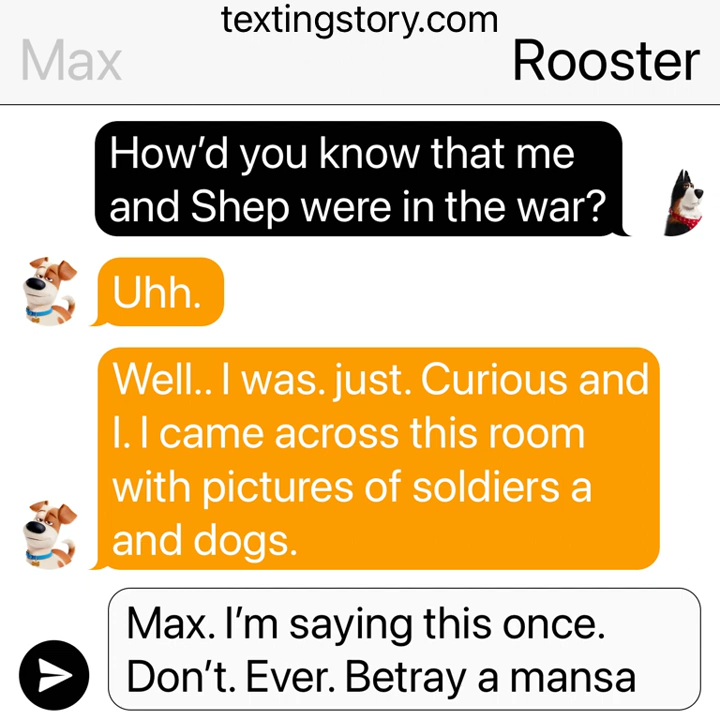 textingstory.com
Max
Rooster
How’d you know that me
and Shep were in the war?
Uhh.
Well.. I was. just. Curious and
I. I came across this room
with pictures of soldiers a
and dogs.
Max. I’m saying this once.
Don’t. Ever. Betray a mansa